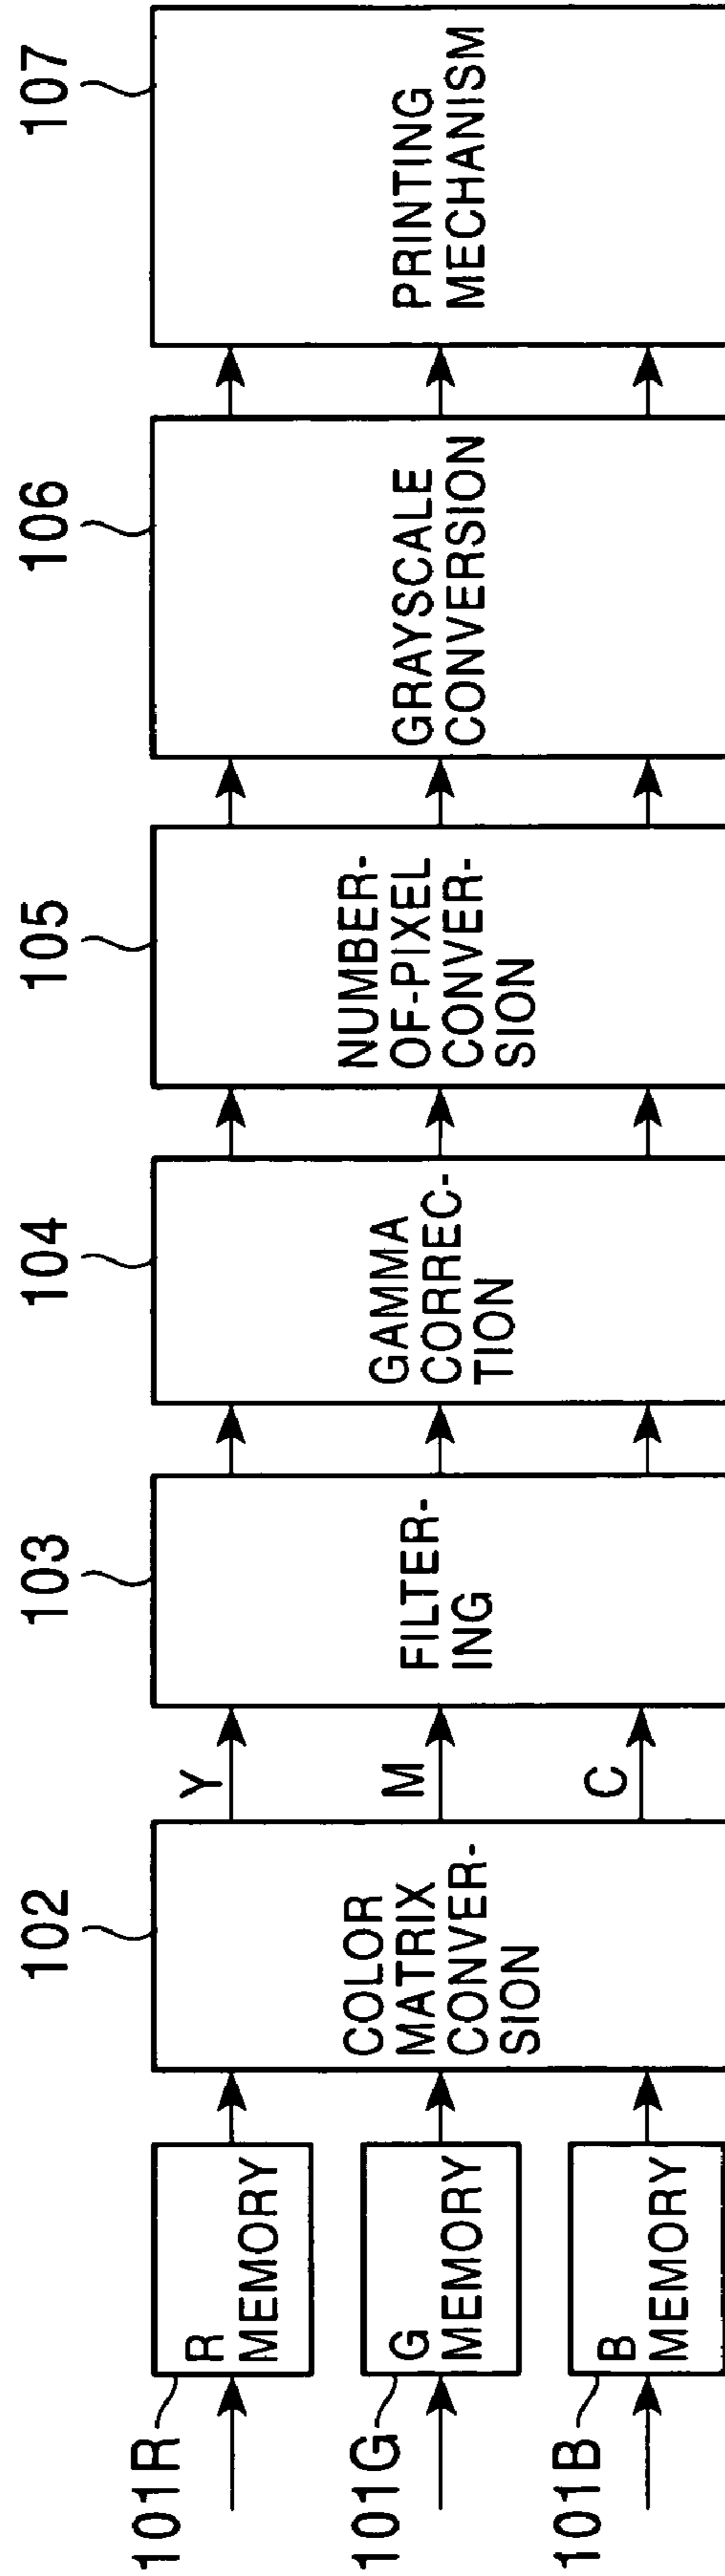 101R
R
MEMORY
101G
G
MEMORY
101B
B
MEMORY
102
COLOR
MATRIX
CONVER-
SION
Y
M
C
103
FILTER-
ING
104
GAMMA
CORREC-
TION
105
NUMBER-
OF-PIXEL
CONVER-
SION
106
GRAYSCALE
CONVERSION
107
PRINTING
MECHANISM